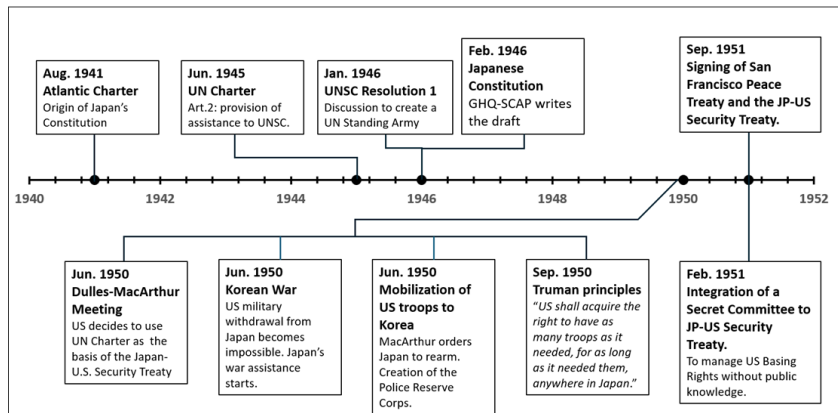 Aug. 1941
Atlantic Charter
Origin of Japan's
Constitution
Jun. 1945
UN Charter
Art.2: provision of
assistance to UNSC.
Jan. 1946
UNSC Resolution 1
Discussion to create a
UN Standing Army
Feb. 1946
Japanese
Constitution
GHQ-SCAP writes
the draft
Sep. 1951
Signing of San
Francisco Peace
Treaty and the JP-US
Security Treaty.
1940
1942
1944
1946
1948
1950
1952
Jun. 1950
Dulles-MacArthur
Meeting
US decides to use
UN Charter as the
basis of the Japan-
U.S. Security Treaty
Jun. 1950
Korean War
US military
withdrawal from
Japan becomes
impossible. Japan's
war assistance
starts.
Jun. 1950
Mobilization of
US troops to
Korea
MacArthur orders
Japan to rearm.
Creation of the
Police Reserve
Corps.
Sep. 1950
Truman principles
"US shall acquire the
right to have as
many troops as it
needed, for as long
as it needed them,
anywhere in Japan."
Feb. 1951
Integration of a
Secret Committee to
JP-US Security
Treaty.
To manage US Basing
Rights without public
knowledge.